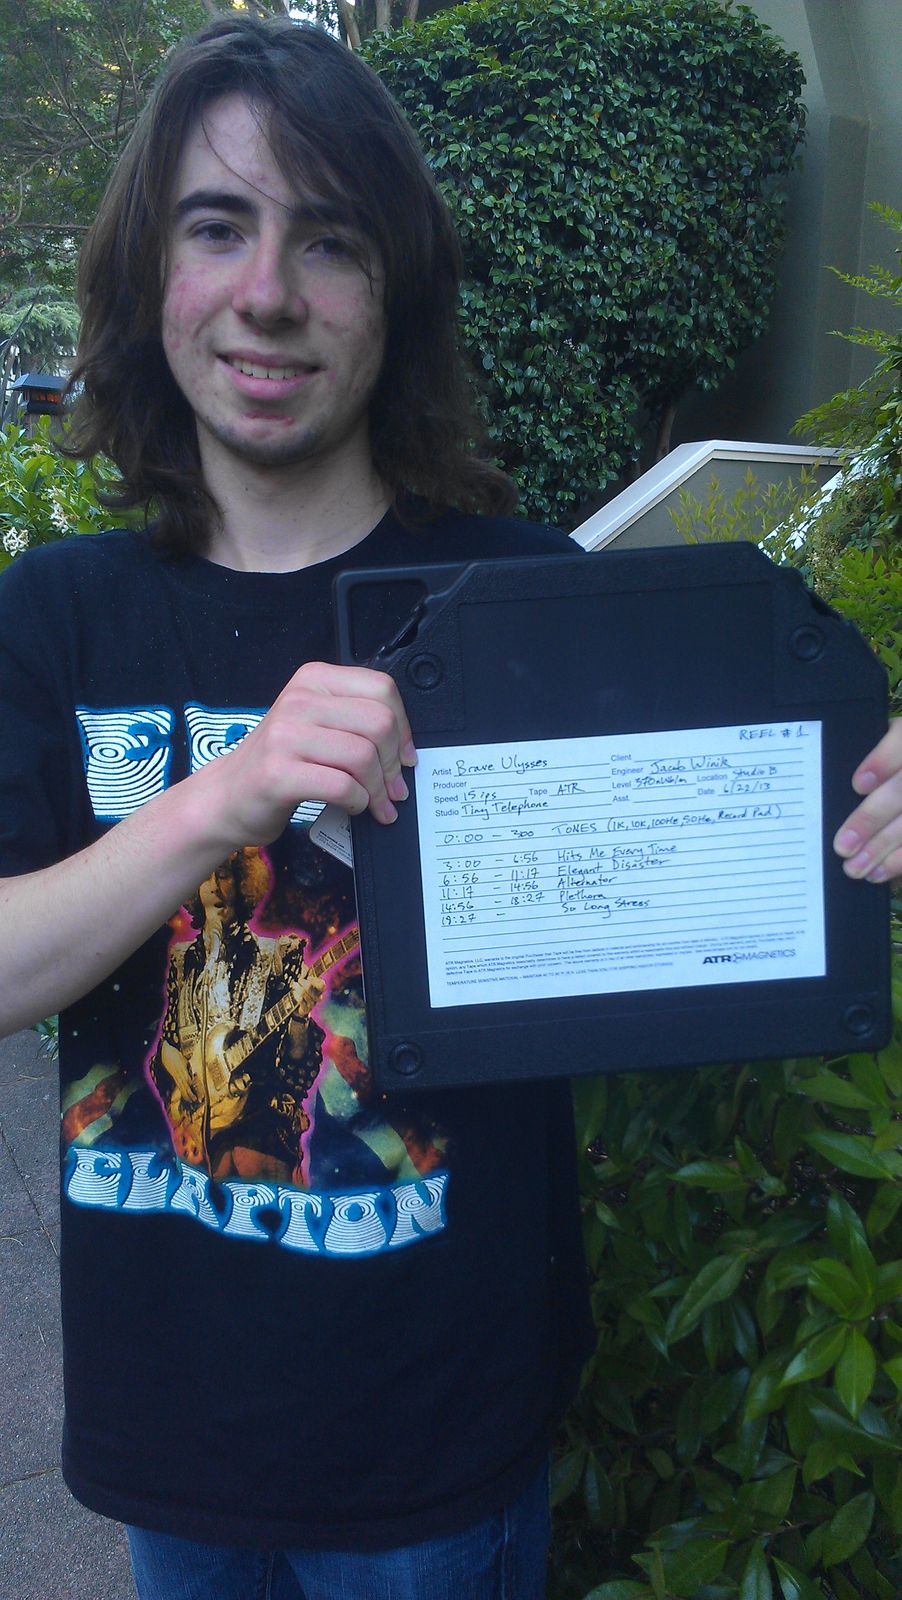 REEL # 1
Artist Brave Ulysses Client
Producer Engineer Jacob Winik
Speed 15 ips Tape ATR Level 370nWb/m Location Studio B
Studio Tiny Telephone Asst. Date 6/22/13
0:00 - 300 TONES (1K, 10K, 100Hz, 50Hz, Record Pad)
3:00 - 6:56 Hits Me Every Time
6:56 - 11:17 Elegant Disaster
11:17 - 14:56 Alternator
14:56 - 18:27 Plethora
18:27 - So Long Stress
ATR MAGNETICS
CLAPTON